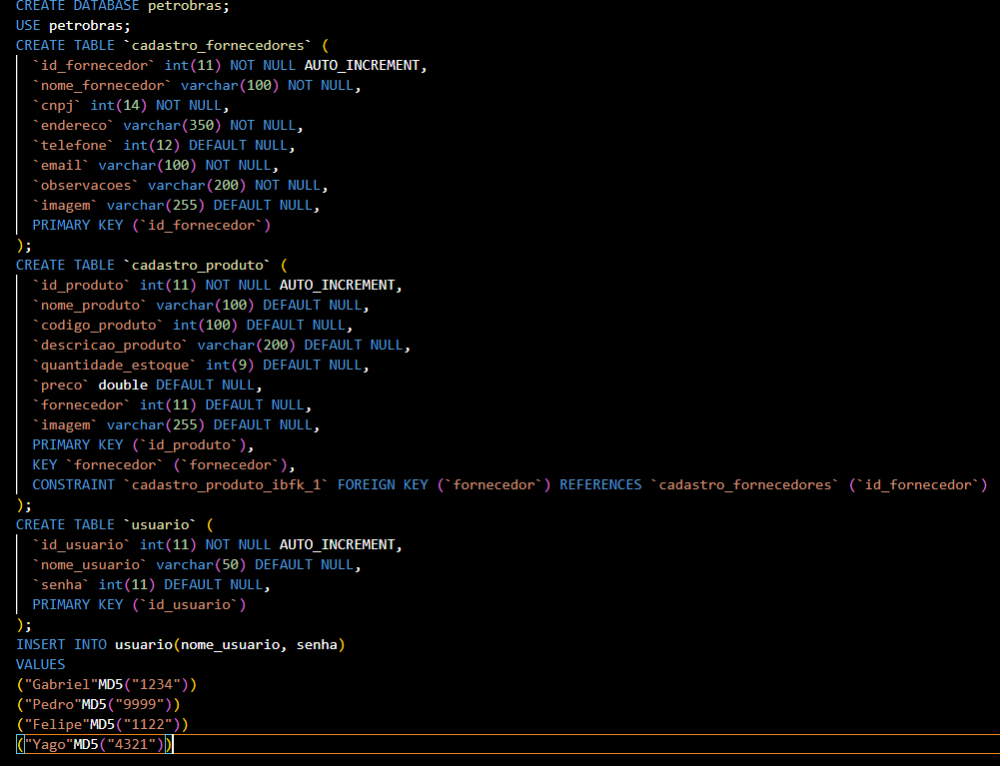 CREATE DATABASE petrobras;
USE petrobras;
CREATE TABLE `cadastro_fornecedores` (
`id_fornecedor` int(11) NOT NULL AUTO_INCREMENT,
`nome_fornecedor` varchar(100) NOT NULL,
`cnpj` int(14) NOT NULL,
`endereco` varchar(350) NOT NULL,
`telefone` int(12) DEFAULT NULL,
`email` varchar(100) NOT NULL,
`observacoes` varchar(200) NOT NULL,
`imagem` varchar(255) DEFAULT NULL,
PRIMARY KEY (`id_fornecedor`)
);
CREATE TABLE `cadastro_produto` (
`id_produto` int(11) NOT NULL AUTO_INCREMENT,
`nome_produto` varchar(100) DEFAULT NULL,
`codigo_produto` int(100) DEFAULT NULL,
`descricao_produto` varchar(200) DEFAULT NULL,
`quantidade_estoque` int(9) DEFAULT NULL,
`preco` double DEFAULT NULL,
`fornecedor` int(11) DEFAULT NULL,
`imagem` varchar(255) DEFAULT NULL,
PRIMARY KEY (`id_produto`),
KEY `fornecedor` (`fornecedor`),
CONSTRAINT `cadastro_produto_ibfk_1` FOREIGN KEY (`fornecedor`) REFERENCES `cadastro_fornecedores` (`id_fornecedor`)
);
CREATE TABLE `usuario` (
`id_usuario` int(11) NOT NULL AUTO_INCREMENT,
`nome_usuario` varchar(50) DEFAULT NULL,
`senha` int(11) DEFAULT NULL,
PRIMARY KEY (`id_usuario`)
);
INSERT INTO usuario(nome_usuario, senha)
VALUES
("Gabriel"MD5("1234"))
("Pedro"MD5("9999"))
("Felipe"MD5("1122"))
("Yago"MD5("4321"))